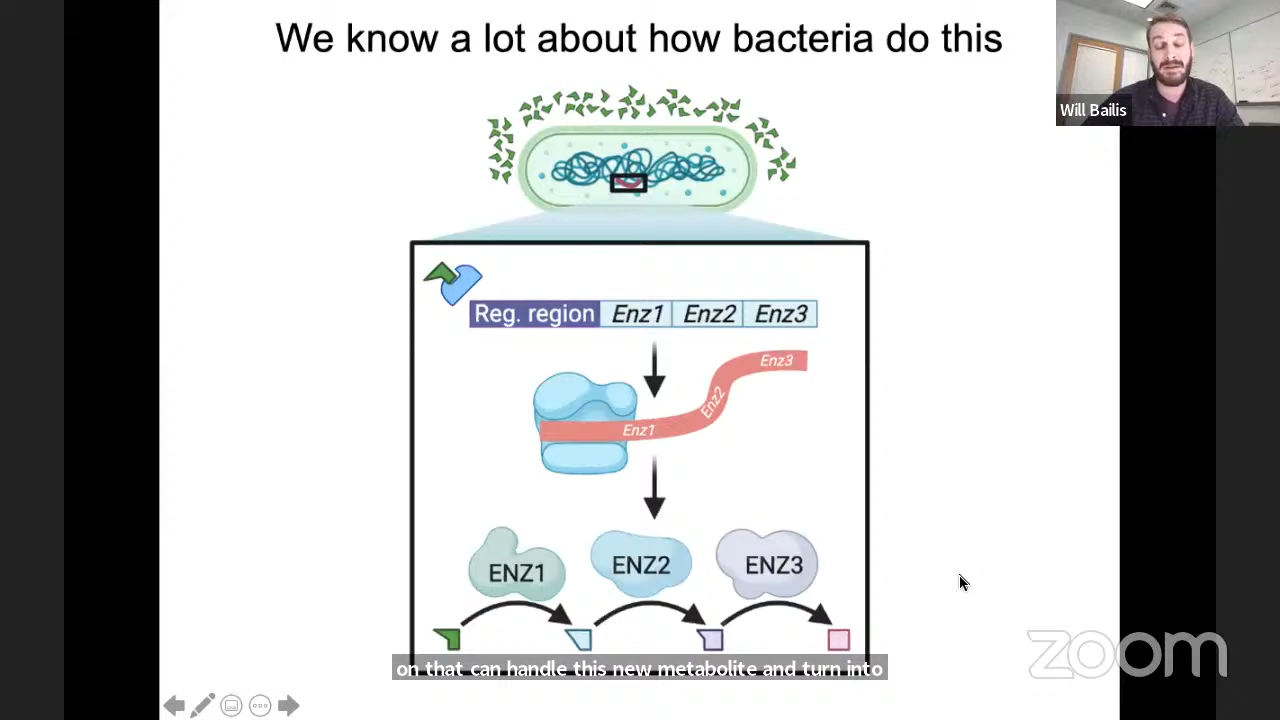 We know a lot about how bacteria do this
Will Bailis
Reg. region Enz1 Enz2 Enz3
Enz3
Enz2
Enz1
ENZ1 ENZ2 ENZ3
on that can handle this new metabolite and turn into
zoom